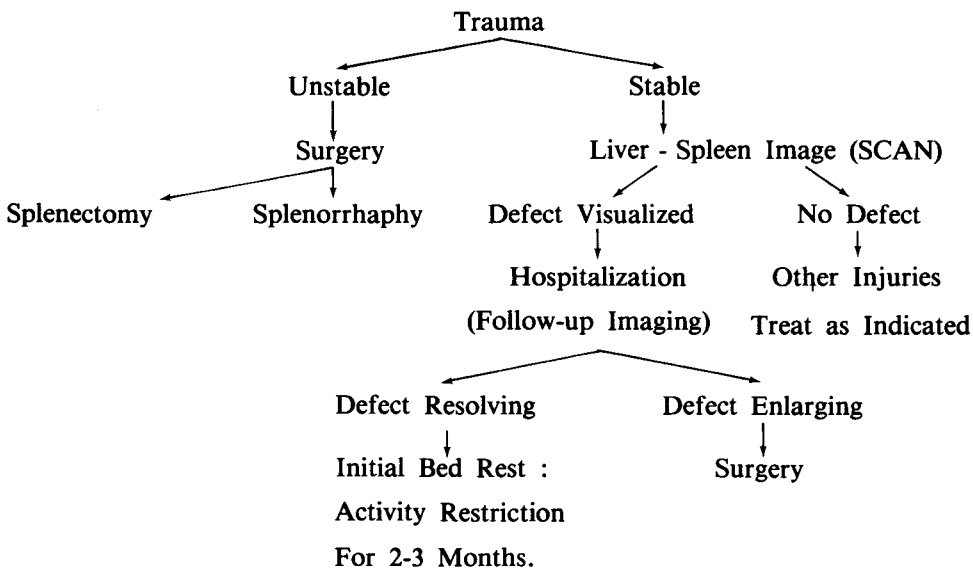 Trauma
Unstable Stable
Surgery Liver - Spleen Image (SCAN)
Splenectomy Splenorrhaphy Defect Visualized No Defect
Hospitalization Other Injuries
(Follow-up Imaging) Treat as Indicated
Defect Resolving Defect Enlarging
Initial Bed Rest : Surgery
Activity Restriction
For 2-3 Months.